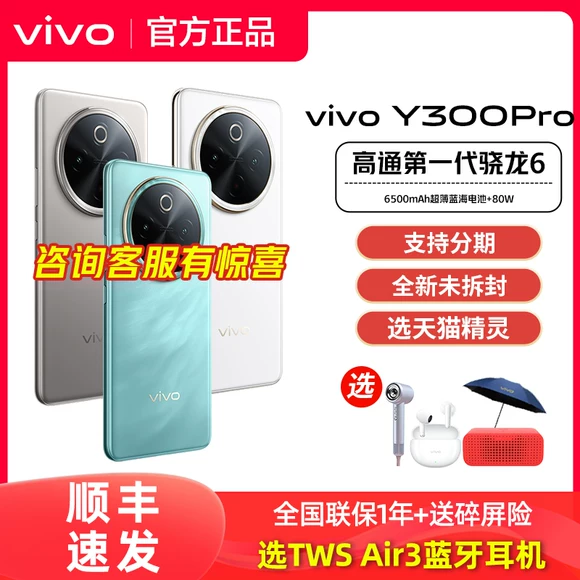 vivo 官方正品
vivo Y300Pro
高通第一代骁龙6
6500mAh超薄蓝海电池+80W
支持分期
全新未拆封
选天猫精灵
咨询客服有惊喜
vivo
选
顺丰
速发
全国联保1年+送碎屏险
选TWS Air3蓝牙耳机